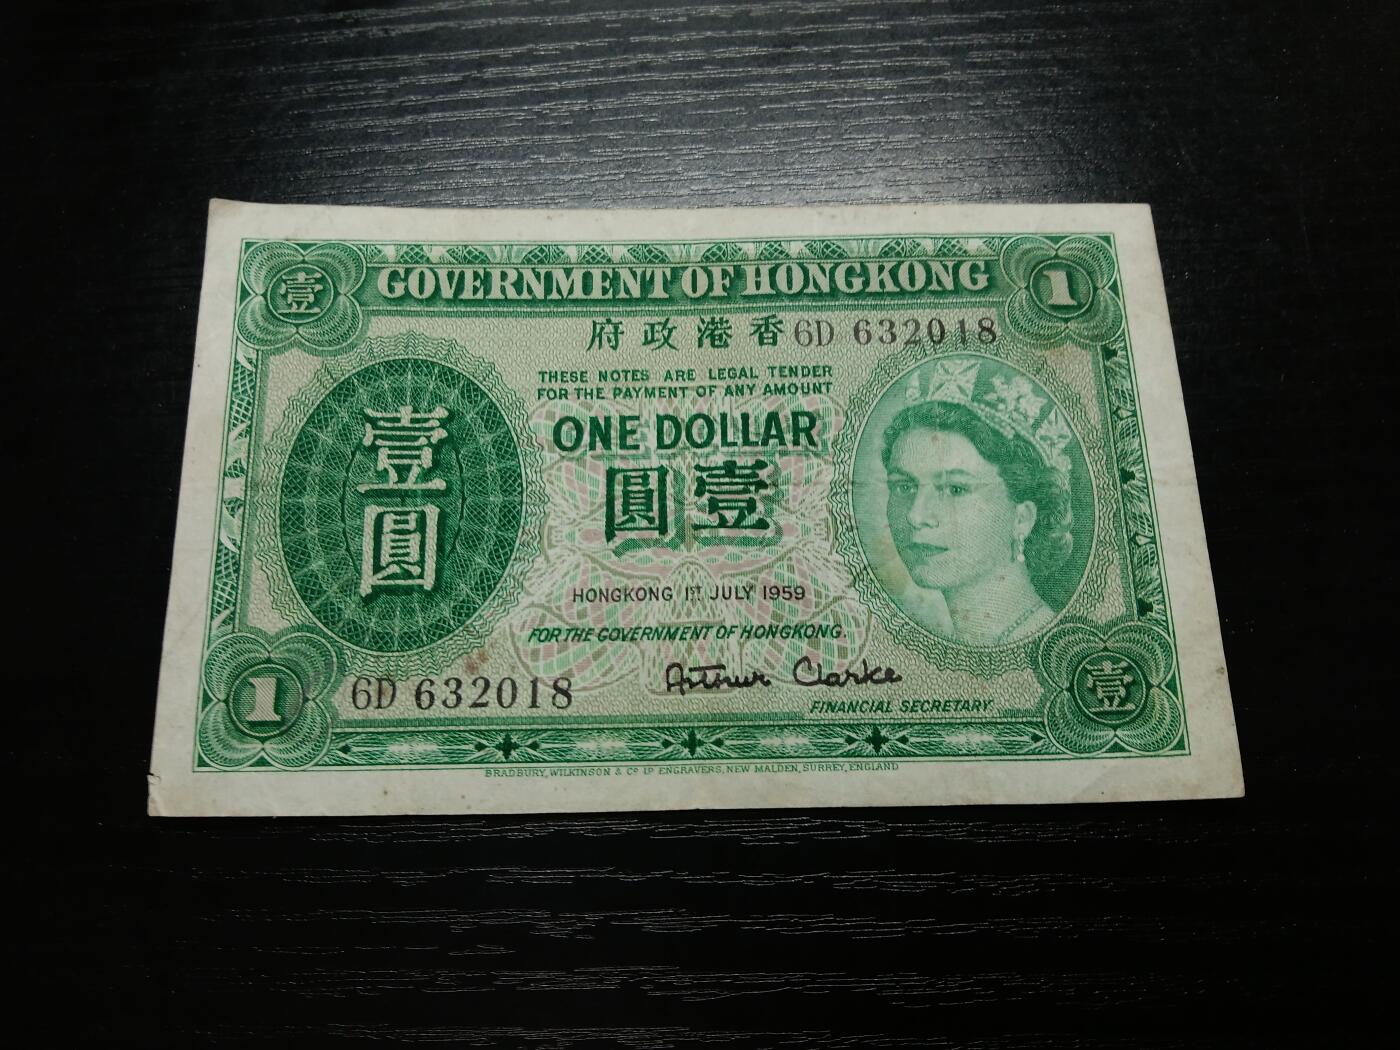 壹 GOVERNMENT OF HONGKONG 1
府政港香 6D 632018
THESE NOTES ARE LEGAL TENDER
FOR THE PAYMENT OF ANY AMOUNT
ONE DOLLAR
圓壹
壹圓
HONGKONG 1ST JULY 1959
FOR THE GOVERNMENT OF HONGKONG.
Arthur Clarke
FINANCIAL SECRETARY.
1 6D 632018 壹
BRADBURY, WILKINSON & Co. LD. ENGRAVERS, NEW MALDEN, SURREY, ENGLAND